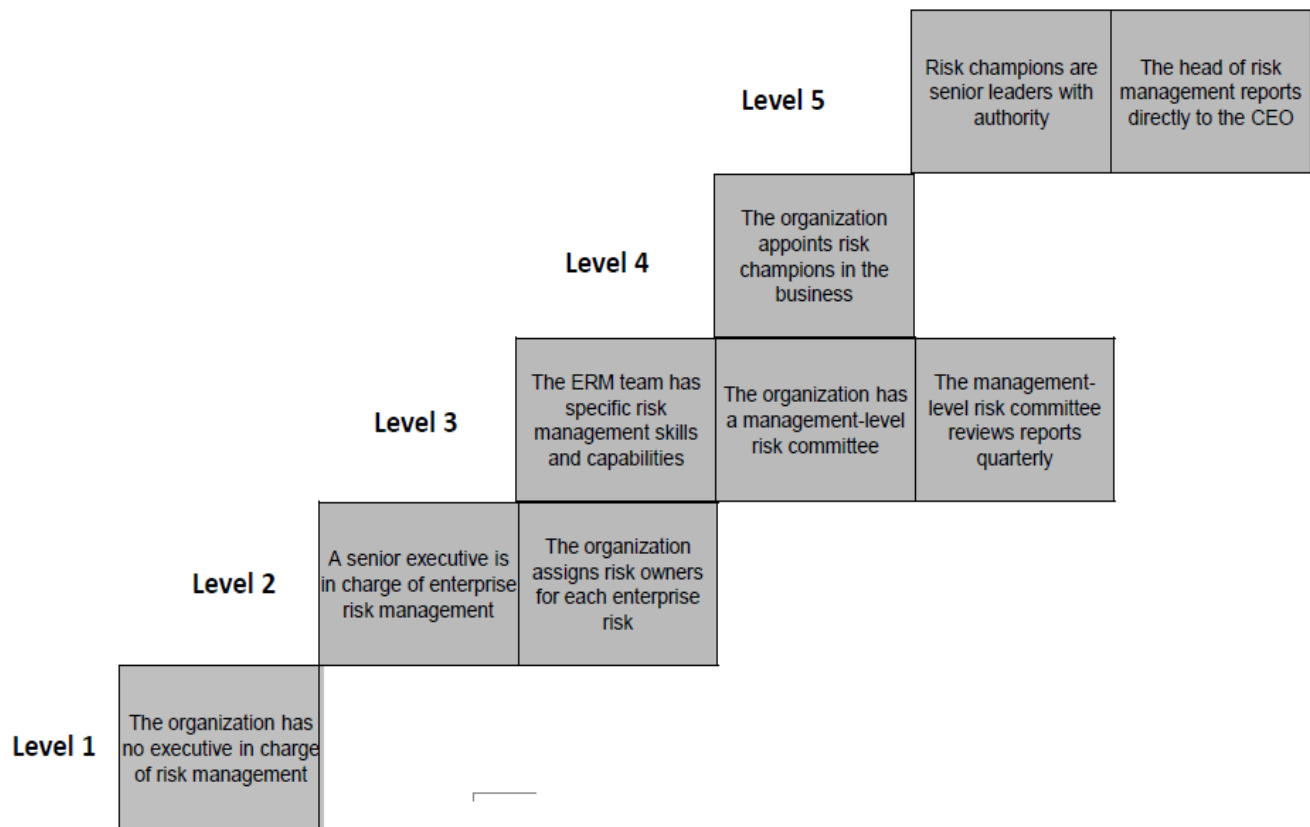 Level 5
Risk champions are
senior leaders with
authority
The head of risk
management reports
directly to the CEO
Level 4
The organization
appoints risk
champions in the
business
Level 3
The ERM team has
specific risk
management skills
and capabilities
The organization has
a management-level
risk committee
The management-
level risk committee
reviews reports
quarterly
Level 2
A senior executive is
in charge of enterprise
risk management
The organization
assigns risk owners
for each enterprise
risk
Level 1
The organization has
no executive in charge
of risk management